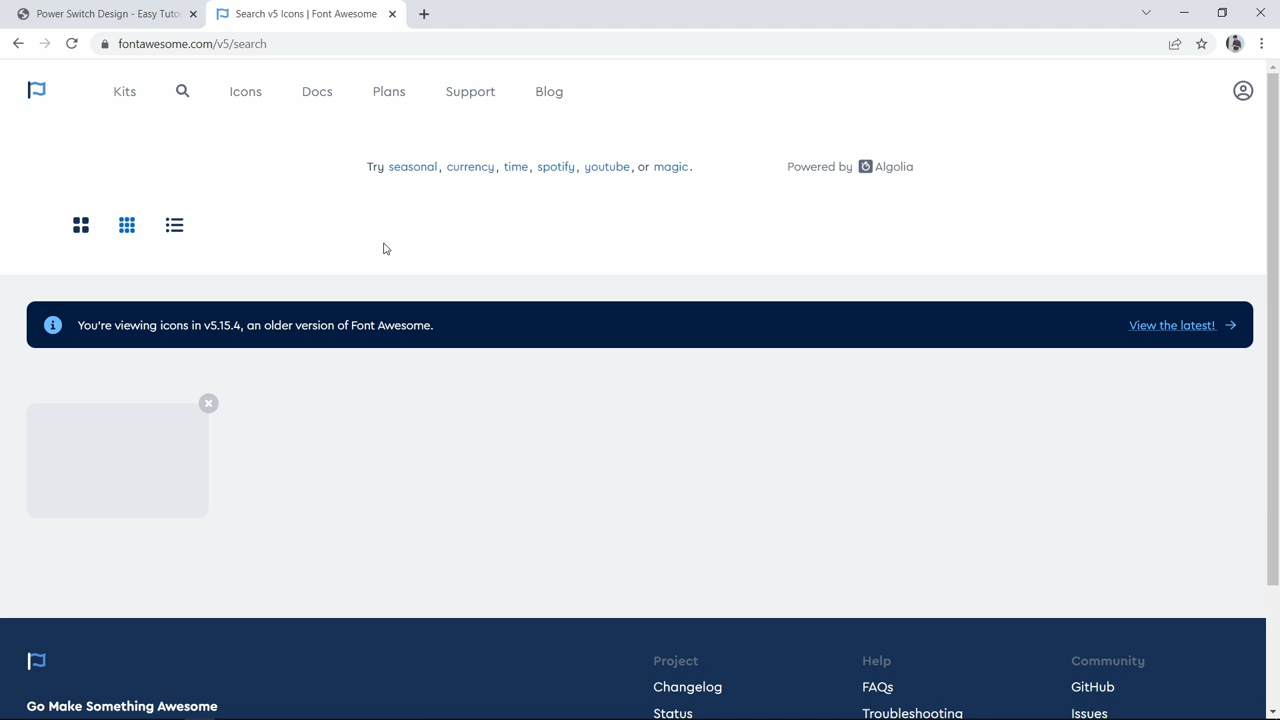 Power Switch Design - Easy Tuto
Search v5 Icons | Font Awesome
fontawesome.com/v5/search
Kits Icons Docs Plans Support Blog
Try seasonal, currency, time, spotify, youtube, or magic. Powered by Algolia
You're viewing icons in v5.15.4, an older version of Font Awesome. View the latest!
Project Help Community
Changelog FAQs GitHub
Go Make Something Awesome
Status Troubleshooting Issues